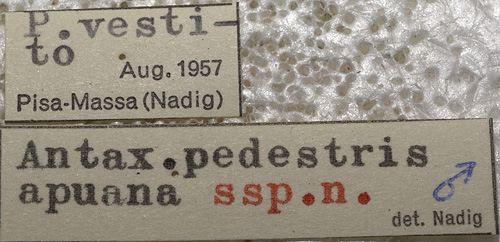 P.vesti-
to
Aug. 1957
Pisa-Massa (Nadig)
Antax.pedestris
apuana ssp.n. ♂
det. Nadig